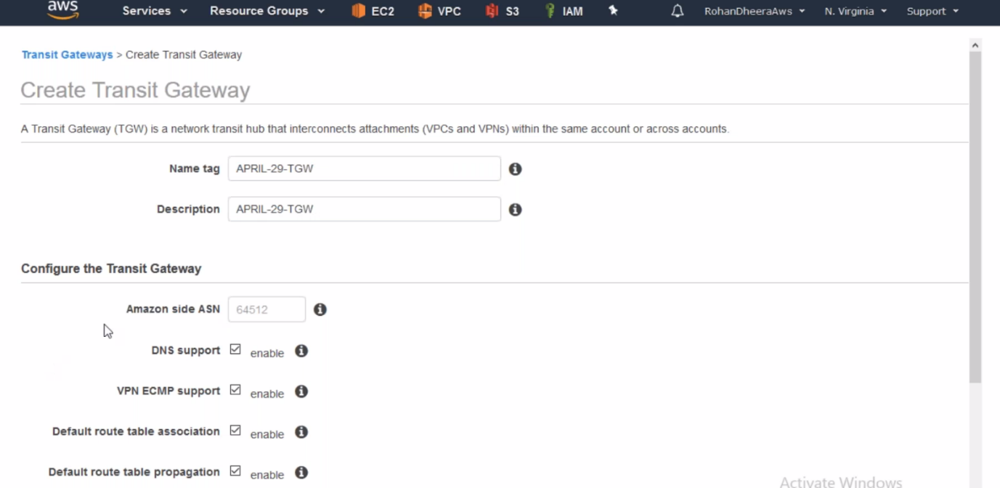 aws Services Resource Groups EC2 VPC S3 IAM RohanDheeraAws N. Virginia Support
Transit Gateways > Create Transit Gateway
Create Transit Gateway
A Transit Gateway (TGW) is a network transit hub that interconnects attachments (VPCs and VPNs) within the same account or across accounts.
Name tag APRIL-29-TGW
Description APRIL-29-TGW
Configure the Transit Gateway
Amazon side ASN 64512
DNS support enable
VPN ECMP support enable
Default route table association enable
Default route table propagation enable
Activate Windows